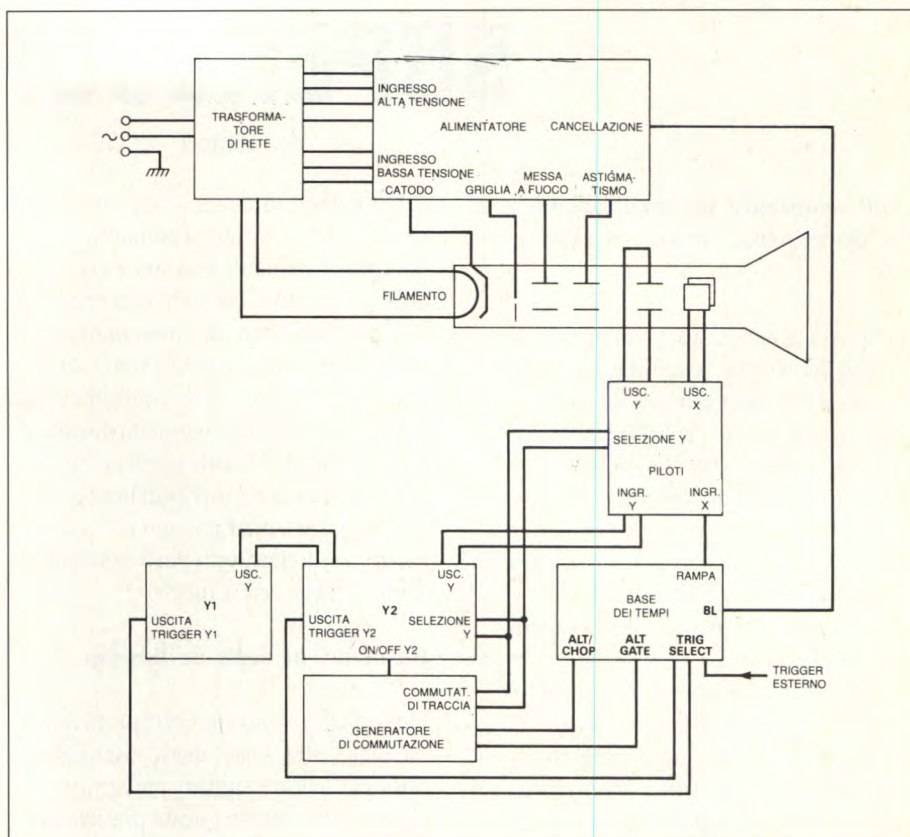 TRASFORMA-
TORE
DI RETE
INGRESSO
ALTA TENSIONE
ALIMENTATORE
CANCELLAZIONE
INGRESSO
BASSA TENSIONE
CATODO
GRIGLIA
MESSA
A FUOCO
ASTIGMA-
TISMO
FILAMENTO
USC.
Y
USC.
X
SELEZIONE Y
PILOTI
INGR.
Y
INGR.
X
USC.
Y
Y1
USCITA
TRIGGER Y1
USC.
Y
Y2
USCITA
TRIGGER Y2
SELEZIONE
Y
ON/OFF Y2
RAMPA
BASE
DEI TEMPI
BL
ALT/
CHOP
ALT
GATE
TRIG
SELECT
TRIGGER
ESTERNO
COMMUTAT.
DI TRACCIA
GENERATORE
DI COMMUTAZIONE